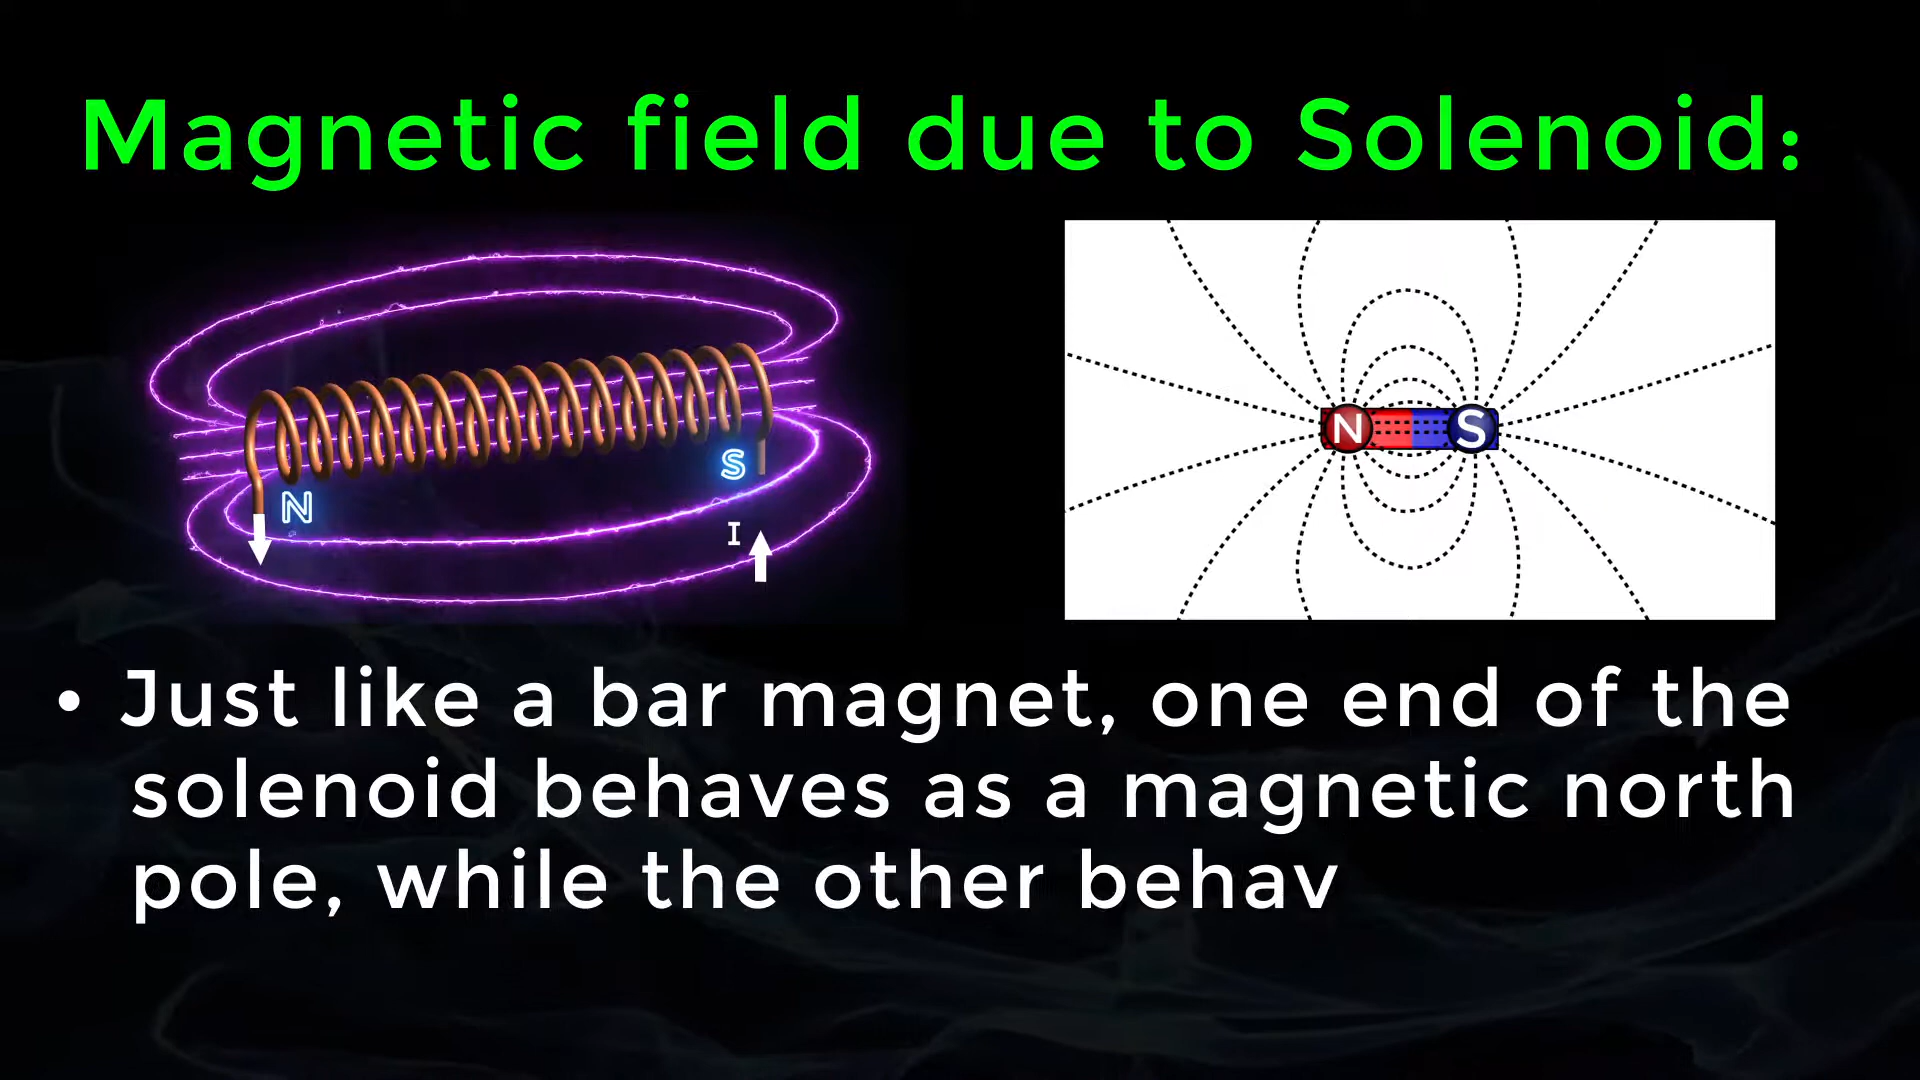 Magnetic field due to Solenoid:
N
S
I
N
S
• Just like a bar magnet, one end of the
solenoid behaves as a magnetic north
pole, while the other behav